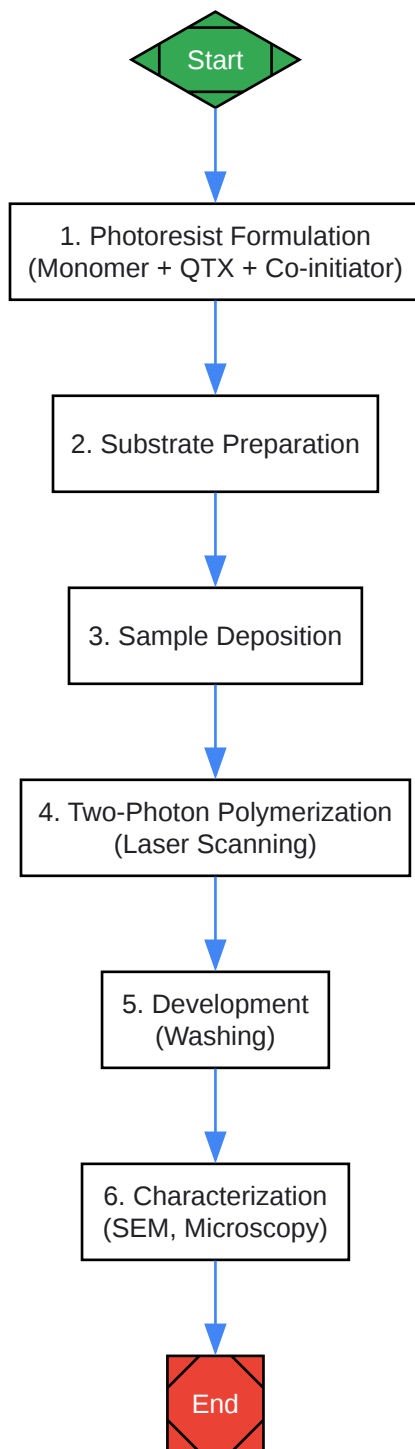 Start
1. Photoresist Formulation
(Monomer + QTX + Co-initiator)
2. Substrate Preparation
3. Sample Deposition
4. Two-Photon Polymerization
(Laser Scanning)
5. Development
(Washing)
6. Characterization
(SEM, Microscopy)
End